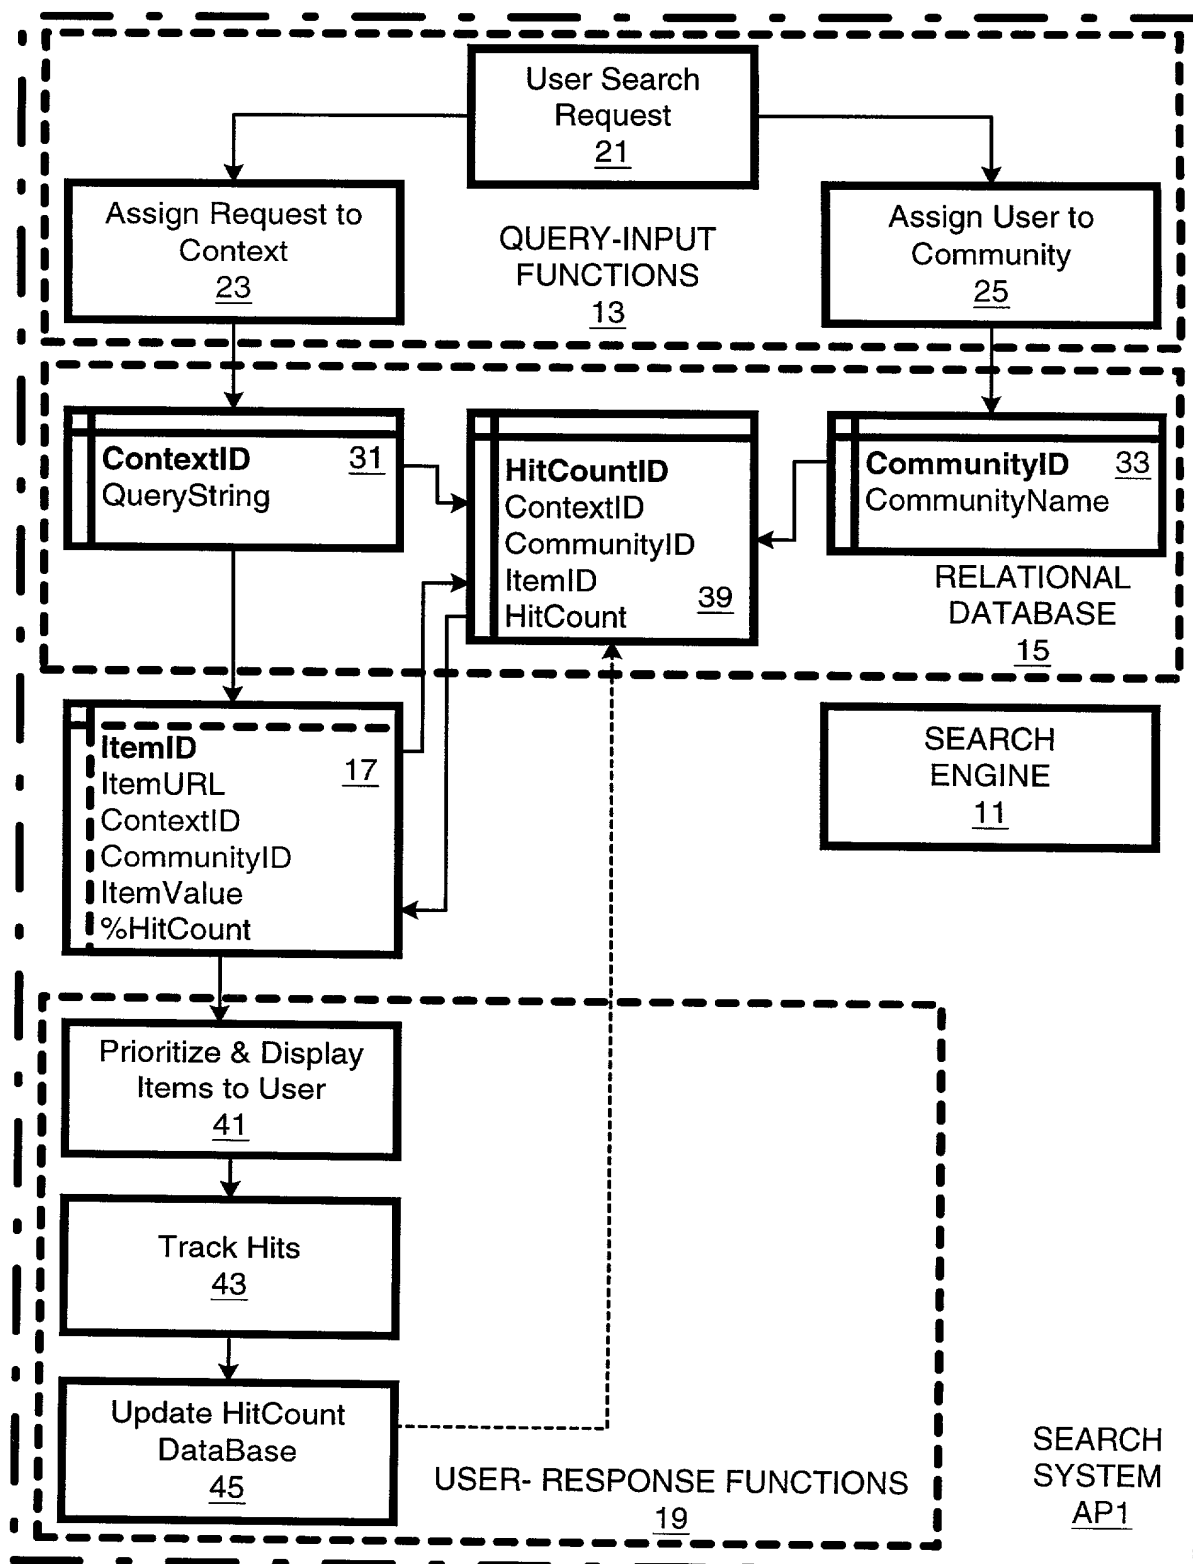 User Search
Request
21
Assign Request to
Context
23
QUERY-INPUT
FUNCTIONS
13
Assign User to
Community
25
ContextID
31
QueryString
HitCountID
ContextID
CommunityID
ItemID
HitCount
39
CommunityID
33
CommunityName
RELATIONAL
DATABASE
15
ItemID
ItemURL
17
ContextID
CommunityID
ItemValue
%HitCount
SEARCH
ENGINE
11
Prioritize & Display
Items to User
41
Track Hits
43
Update HitCount
DataBase
45
USER- RESPONSE FUNCTIONS
19
SEARCH
SYSTEM
AP1